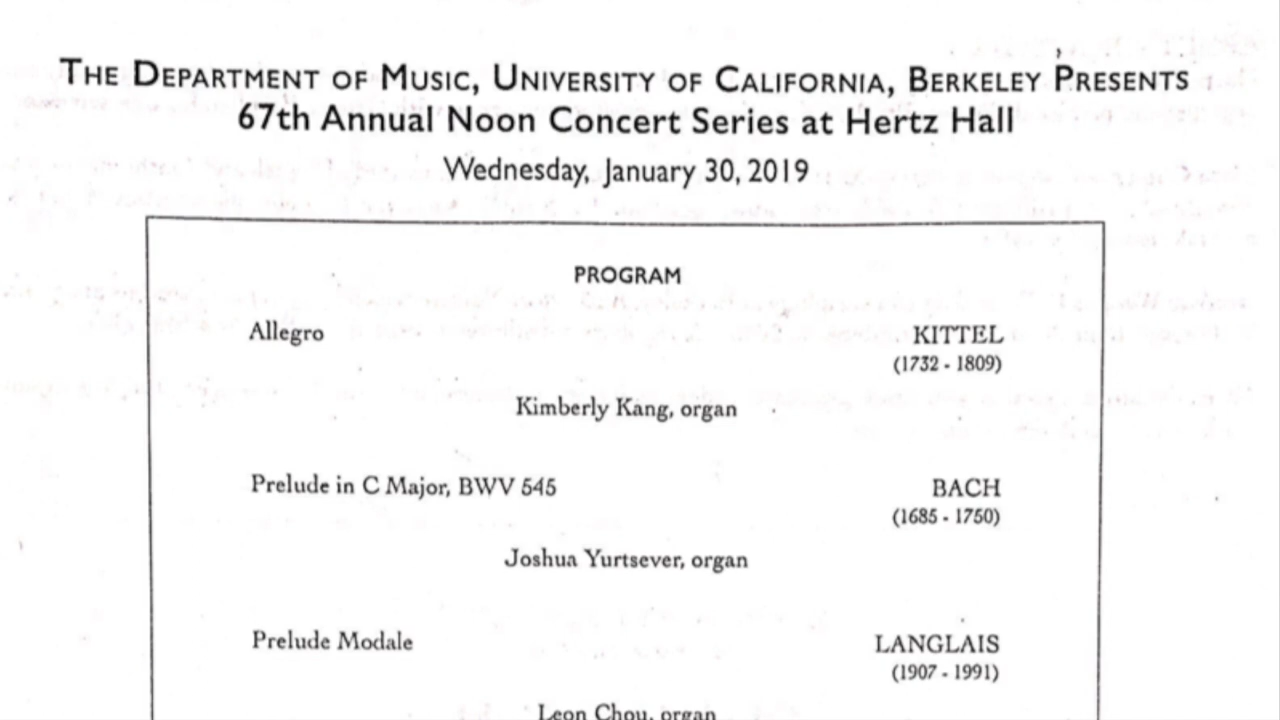 THE DEPARTMENT OF MUSIC, UNIVERSITY OF CALIFORNIA, BERKELEY PRESENTS
67th Annual Noon Concert Series at Hertz Hall
Wednesday, January 30, 2019
PROGRAM
Allegro KITTEL
(1732 - 1809)
Kimberly Kang, organ
Prelude in C Major, BWV 545 BACH
(1685 - 1750)
Joshua Yurtsever, organ
Prelude Modale LANGLAIS
(1907 - 1991)
Leon Chou, organ